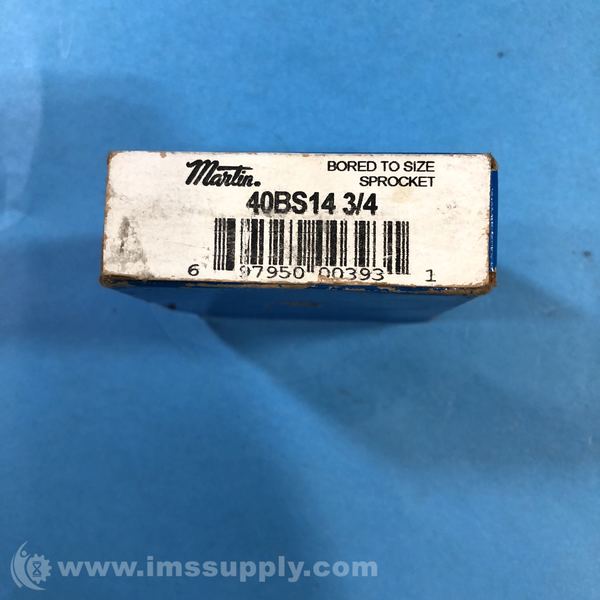 Martin.
BORED TO SIZE
SPROCKET
40BS14 3/4
6 97950 00393 1
www.imssupply.com